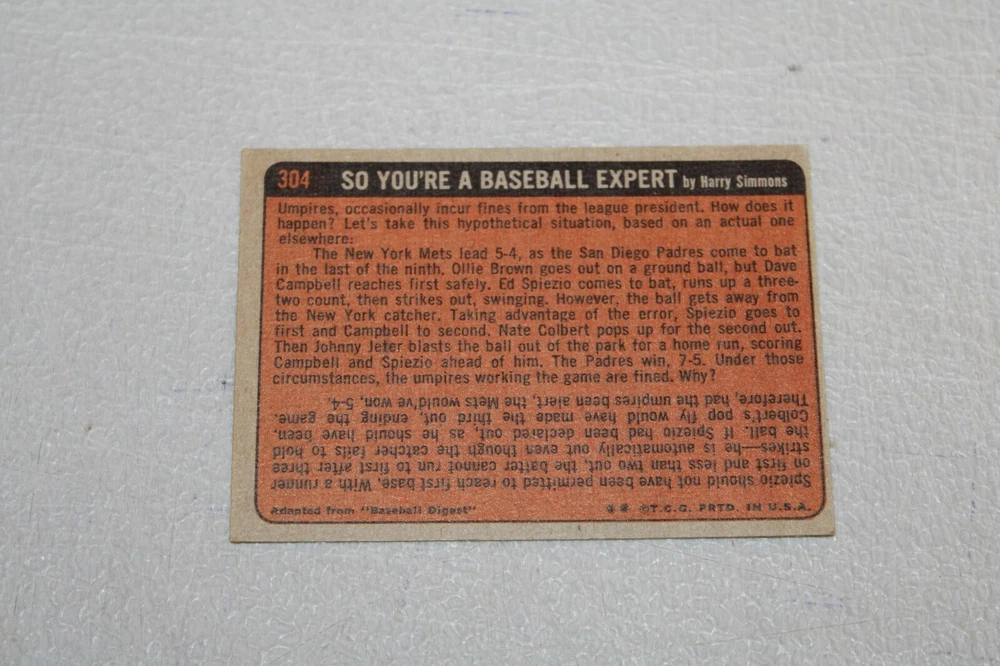 304 SO YOU'RE A BASEBALL EXPERT by Harry Simmons
Umpires, occasionally incur fines from the league president. How does it
happen? Let's take this hypothetical situation, based on an actual one
elsewhere:
The New York Mets lead 5-4, as the San Diego Padres come to bat
in the last of the ninth. Ollie Brown goes out on a ground ball, but Dave
Campbell reaches first safely. Ed Spiezio comes to bat, runs up a three-
two count, then strikes out, swinging. However, the ball gets away from
the New York catcher. Taking advantage of the error, Spiezio goes to
first and Campbell to second. Nate Colbert pops up for the second out.
Then Johnny Jeter blasts the ball out of the park for a home run, scoring
Campbell and Spiezio ahead of him. The Padres win, 7-5. Under those
circumstances, the umpires working the game are fined. Why?
Spiezio should not have been permitted to reach first base. With a runner
on first and less than two out, the batter cannot run to first after three
strikes—he is automatically out even though the catcher fails to hold
the ball. If Spiezio had been declared out, as he should have been,
Colbert's pop fly would have made the third out, ending the game.
Therefore, had the umpires been alert, the Mets would've won, 5-4.
Adapted from "Baseball Digest" * * ©T.C.G. PRTD. IN U.S.A.